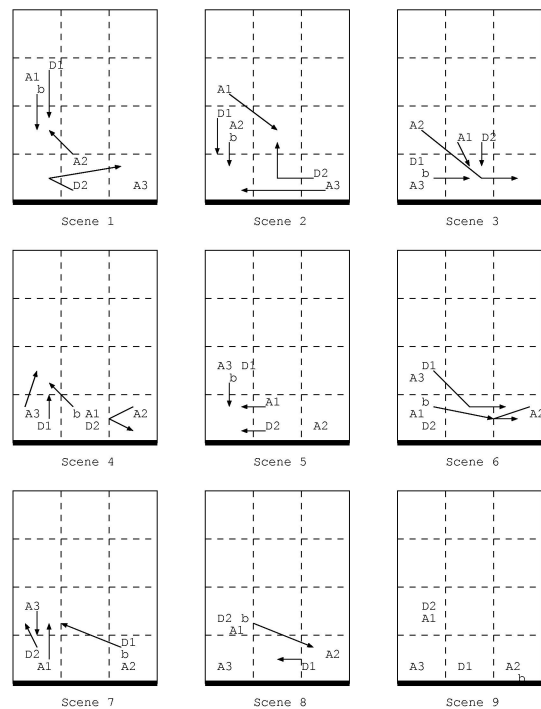 D1
A1
b
A2
D2 A3
Scene 1
A1
D1
A2
b
D2
A3
Scene 2
A2 A1 D2
D1
b
A3
Scene 3
A3 b A1 A2
D1 D2
Scene 4
A3 D1
b
A1
D2 A2
Scene 5
D1
A3
b
A1 A2
D2
Scene 6
A3
D1
D2 b
A1 A2
Scene 7
D2 b
A1
A2
A3 D1
Scene 8
D2
A1
A3 D1 A2
b
Scene 9